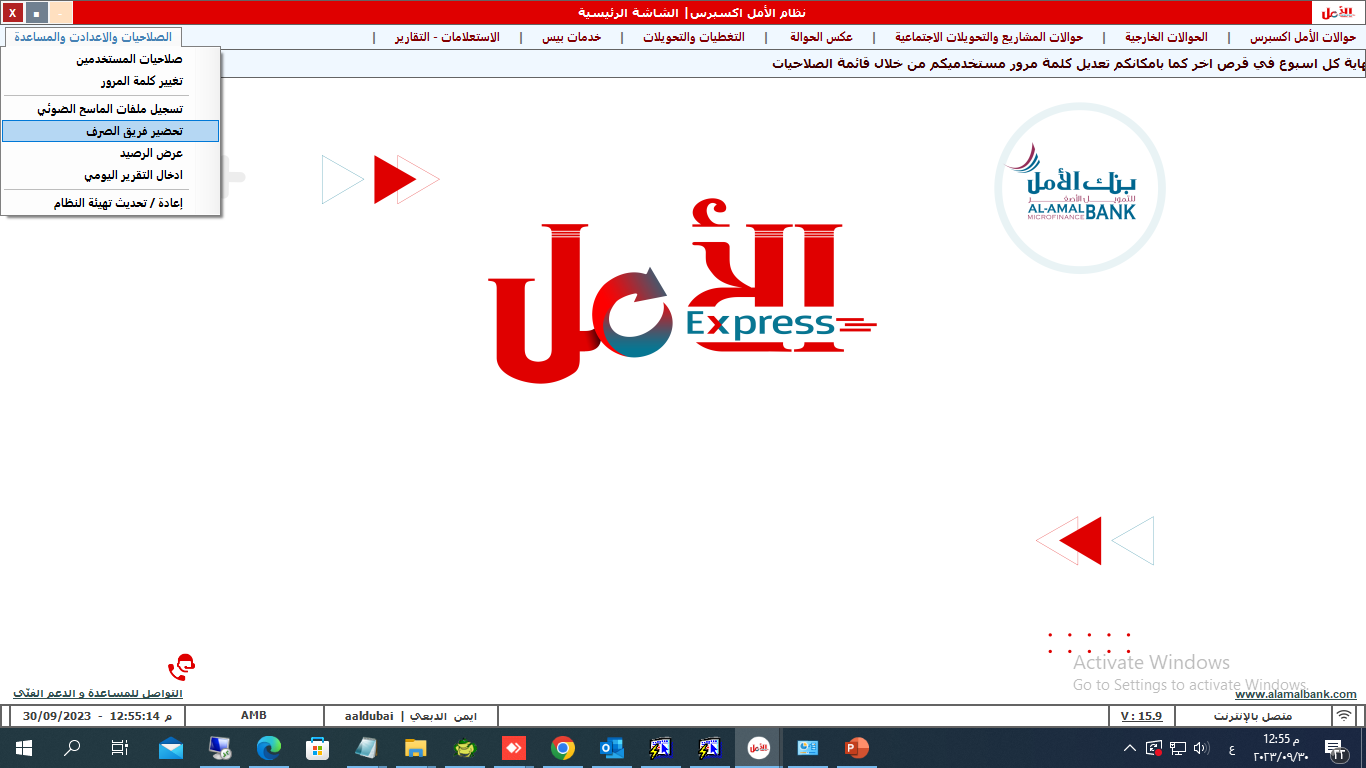 نظام الأمل اكسبرس| الشاشة الرئيسية
X
الأمل
حوالات الأمل اكسبرس | الحوالات الخارجية | حوالات المشاريع والتحويلات الاجتماعية | عكس الحوالة | التغطيات والتحويلات | خدمات بيس | الاستعلامات - التقارير |
الصلاحيات والاعدادت والمساعدة
هاية كل اسبوع في قرص اخر كما بامكانكم تعديل كلمة مرور مستخدميكم من خلال قائمة الصلاحيات
صلاحيات المستخدمين
تغيير كلمة المرور
تسجيل ملفات الماسح الضوئي
تحضير فريق الصرف
عرض الرصيد
ادخال التقرير اليومي
إعادة / تحديث تهيئة النظام
بنك الأمل
للتمويل الأصغر
AL-AMAL BANK
MICROFINANCE
الأمل
Express
Activate Windows
Go to Settings to activate Windows.
www.alamalbank.com
التواصل للمساعدة و الدعم الفنّي
متصل بالإنترنت
V : 15.9
ايمن الدبعي | aaldubai
AMB
30/09/2023 - 12:55:14 م
الأمل
ع
12:55 م
٢٠٢٣/٠٩/٣٠
١٦